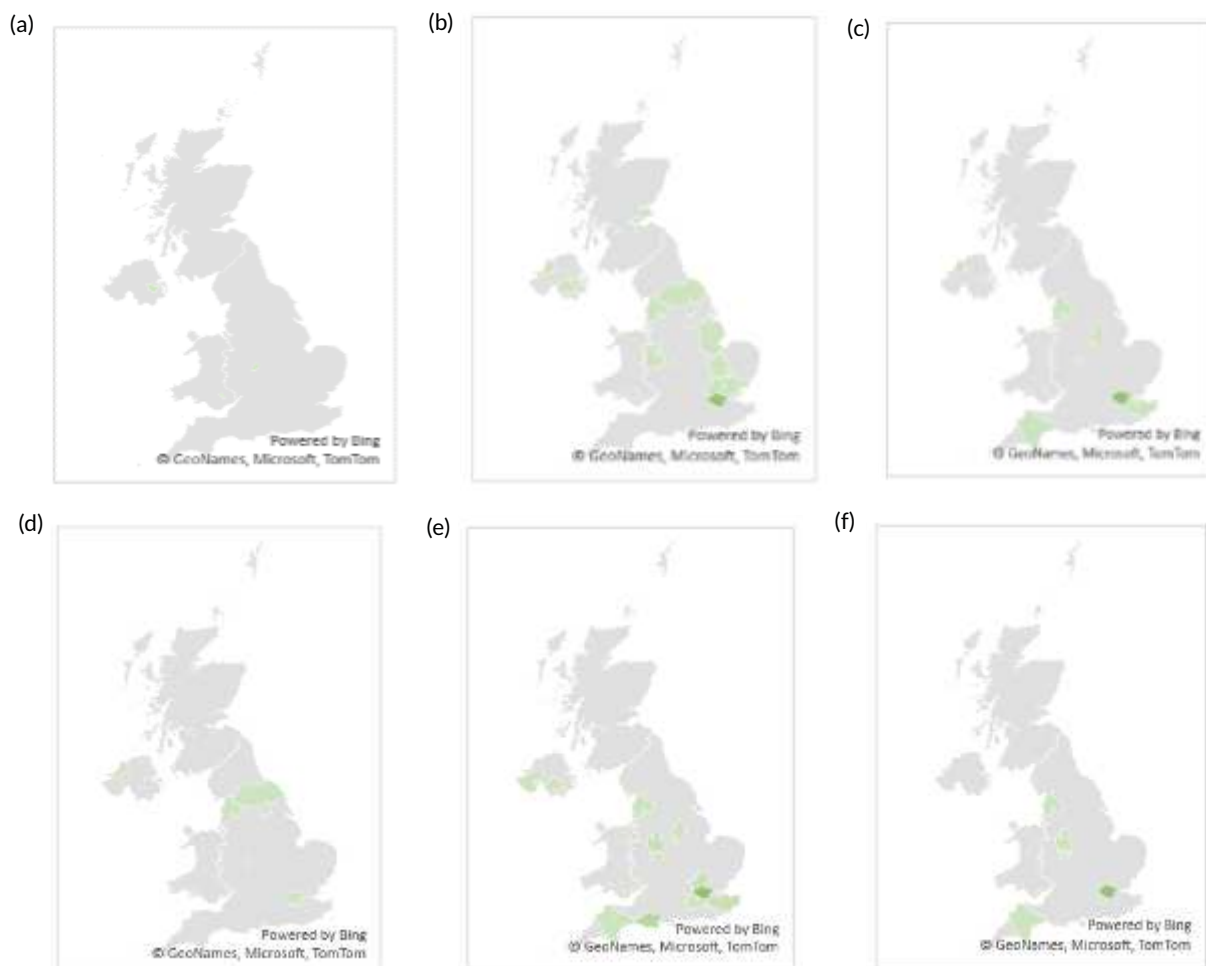 (a)
(b)
(c)
Powered by Bing
© GeoNames, Microsoft, TomTom
Powered by Bing
© GeoNames, Microsoft, TomTom
Powered by Bing
© GeoNames, Microsoft, TomTom
(d)
(e)
(f)
Powered by Bing
© GeoNames, Microsoft, TomTom
Powered by Bing
© GeoNames, Microsoft, TomTom
Powered by Bing
© GeoNames, Microsoft, TomTom